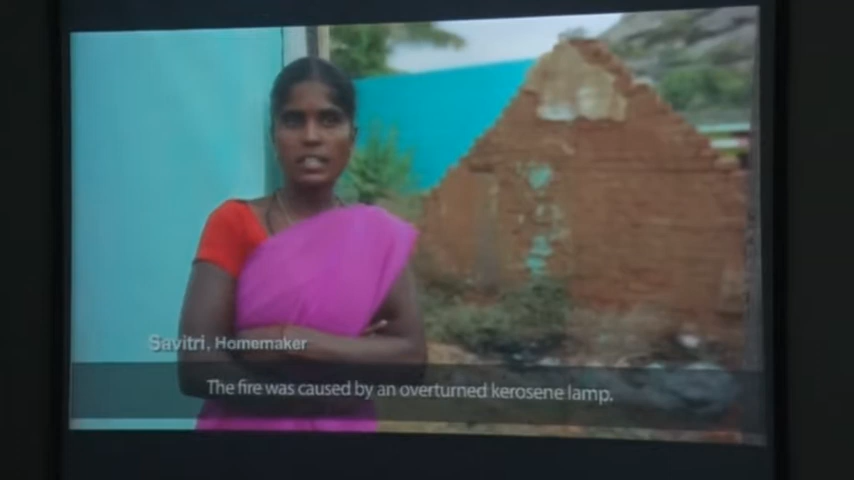 Savitri, Homemaker
The fire was caused by an overturned kerosene lamp.